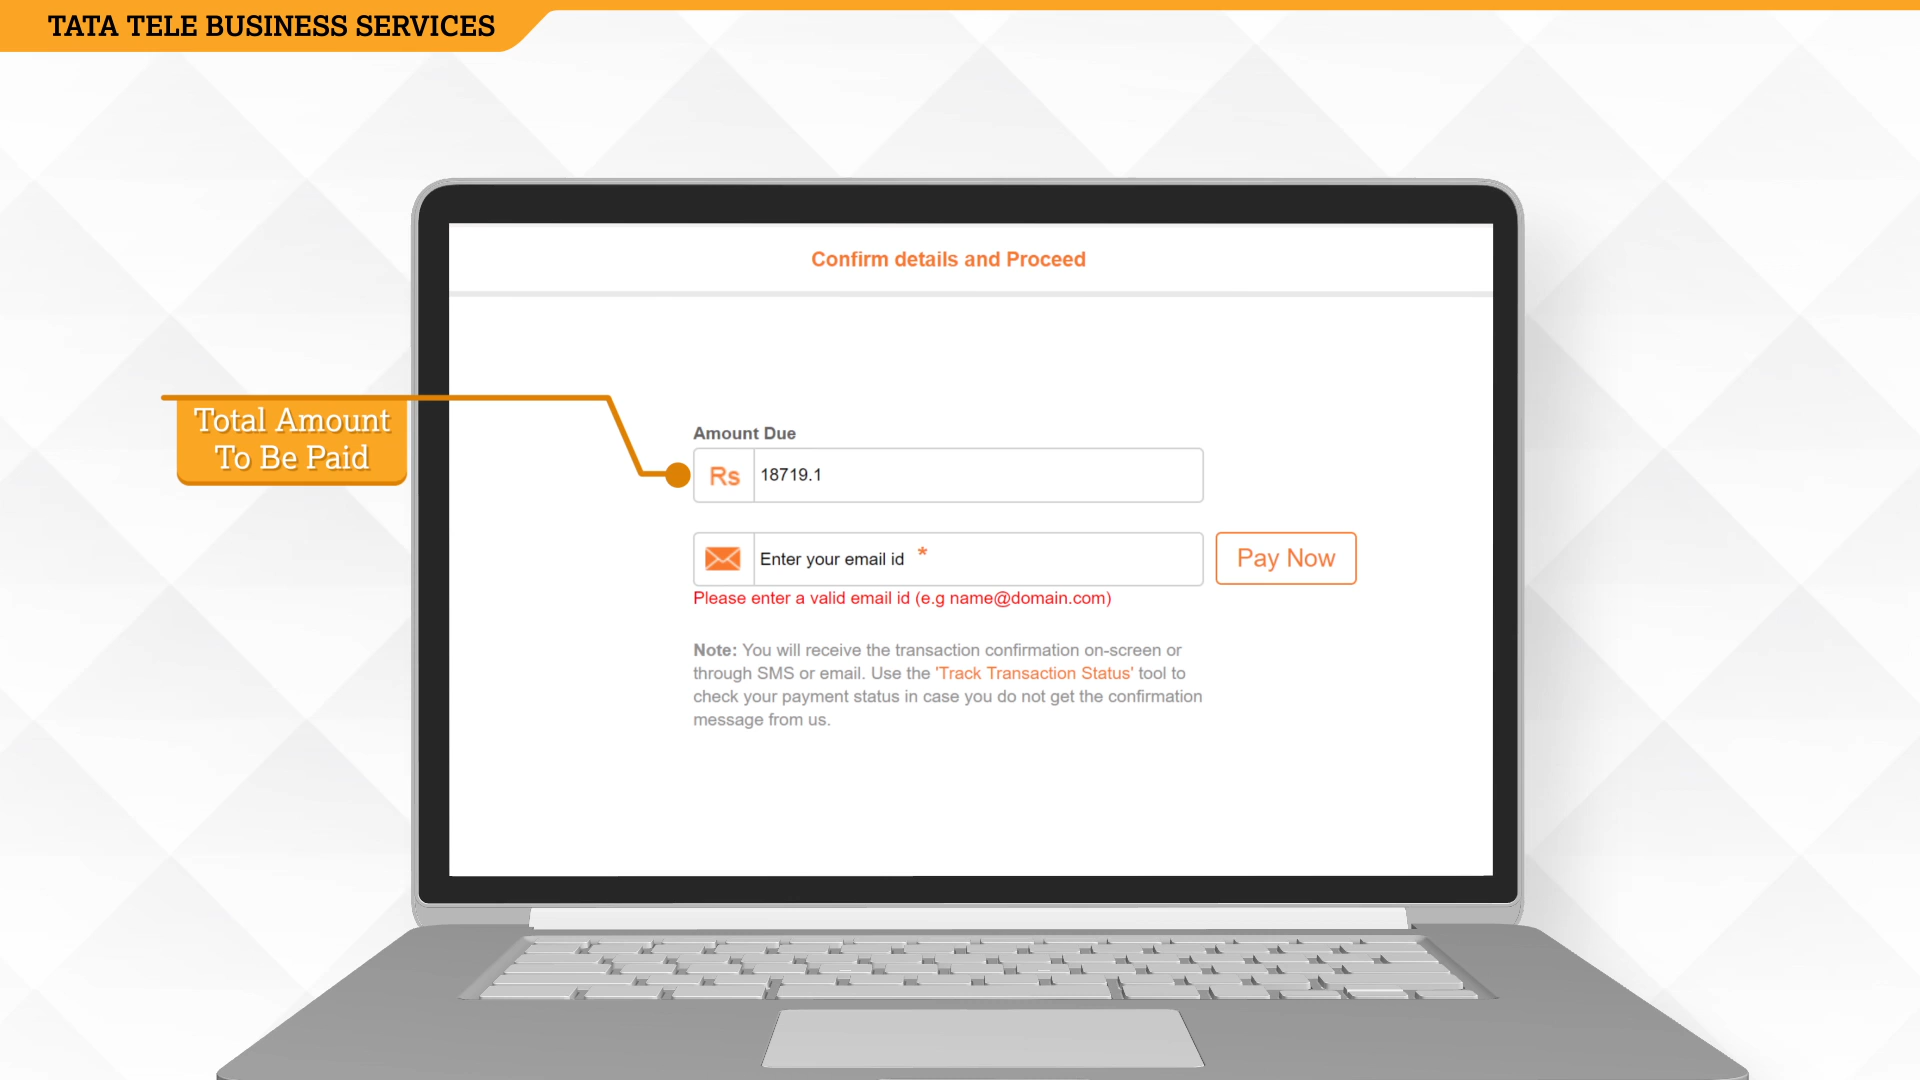 TATA TELE BUSINESS SERVICES
Confirm details and Proceed
Total Amount
To Be Paid
Amount Due
Rs 18719.1
Enter your email id *
Pay Now
Please enter a valid email id (e.g name@domain.com)
Note: You will receive the transaction confirmation on-screen or
through SMS or email. Use the 'Track Transaction Status' tool to
check your payment status in case you do not get the confirmation
message from us.